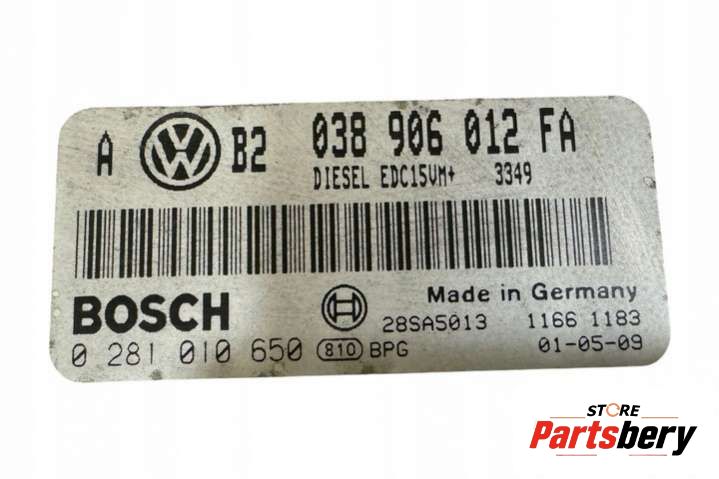 A VW B2 038 906 012 FA
DIESEL EDC15VM+ 3349
BOSCH Made in Germany
28SA5013 1166 1183
0 281 010 650 810 BPG 01-05-09
STORE
Partsbery